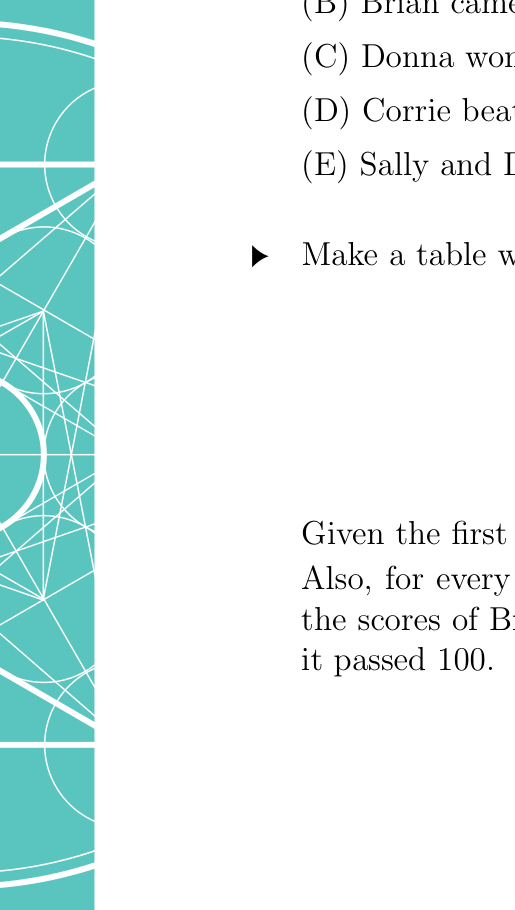 (B) Brian came
(C) Donna won
(D) Corrie beat
(E) Sally and
Make a table
Given the first
Also, for every
the scores of
it passed 100.